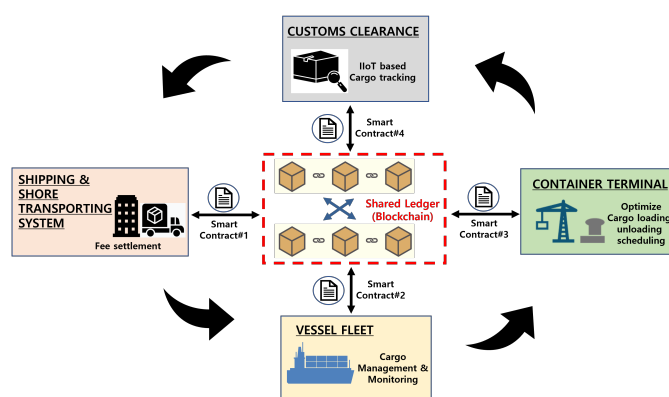 CUSTOMS CLEARANCE
IIoT based
Cargo tracking
Smart
Contract#4
SHIPPING &
SHORE
TRANSPORTING
SYSTEM
Fee settlement
Smart
Contract#1
Shared Ledger
(Blockchain)
Smart
Contract#3
CONTAINER TERMINAL
Optimize
Cargo loading/
unloading
scheduling
Smart
Contract#2
VESSEL FLEET
Cargo
Management &
Monitoring